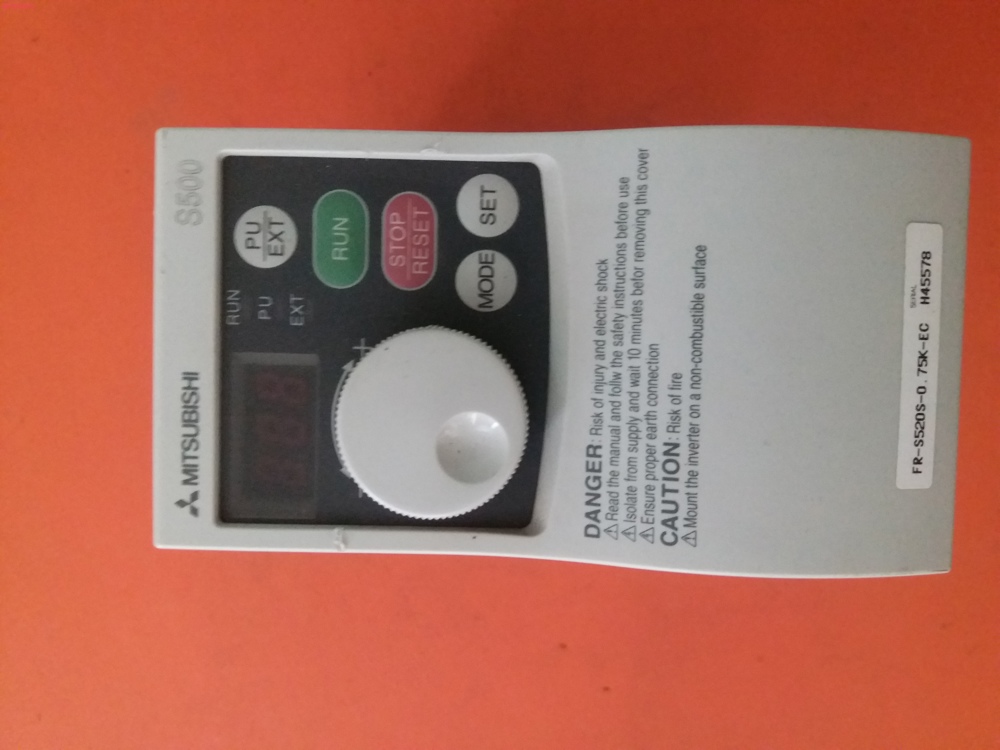 MITSUBISHI S500
RUN
PU
EXT
PU
EXT
RUN
STOP
RESET
- +
MODE SET
DANGER: Risk of injury and electric shock
Read the manual and follw the safety instructions before use
Isolate from supply and wait 10 minutes befor removing this cover
Ensure proper earth connection
CAUTION: Risk of fire
Mount the inverter on a non-combustible surface
SERIAL
FR-S520S-0.75K-EC H45578